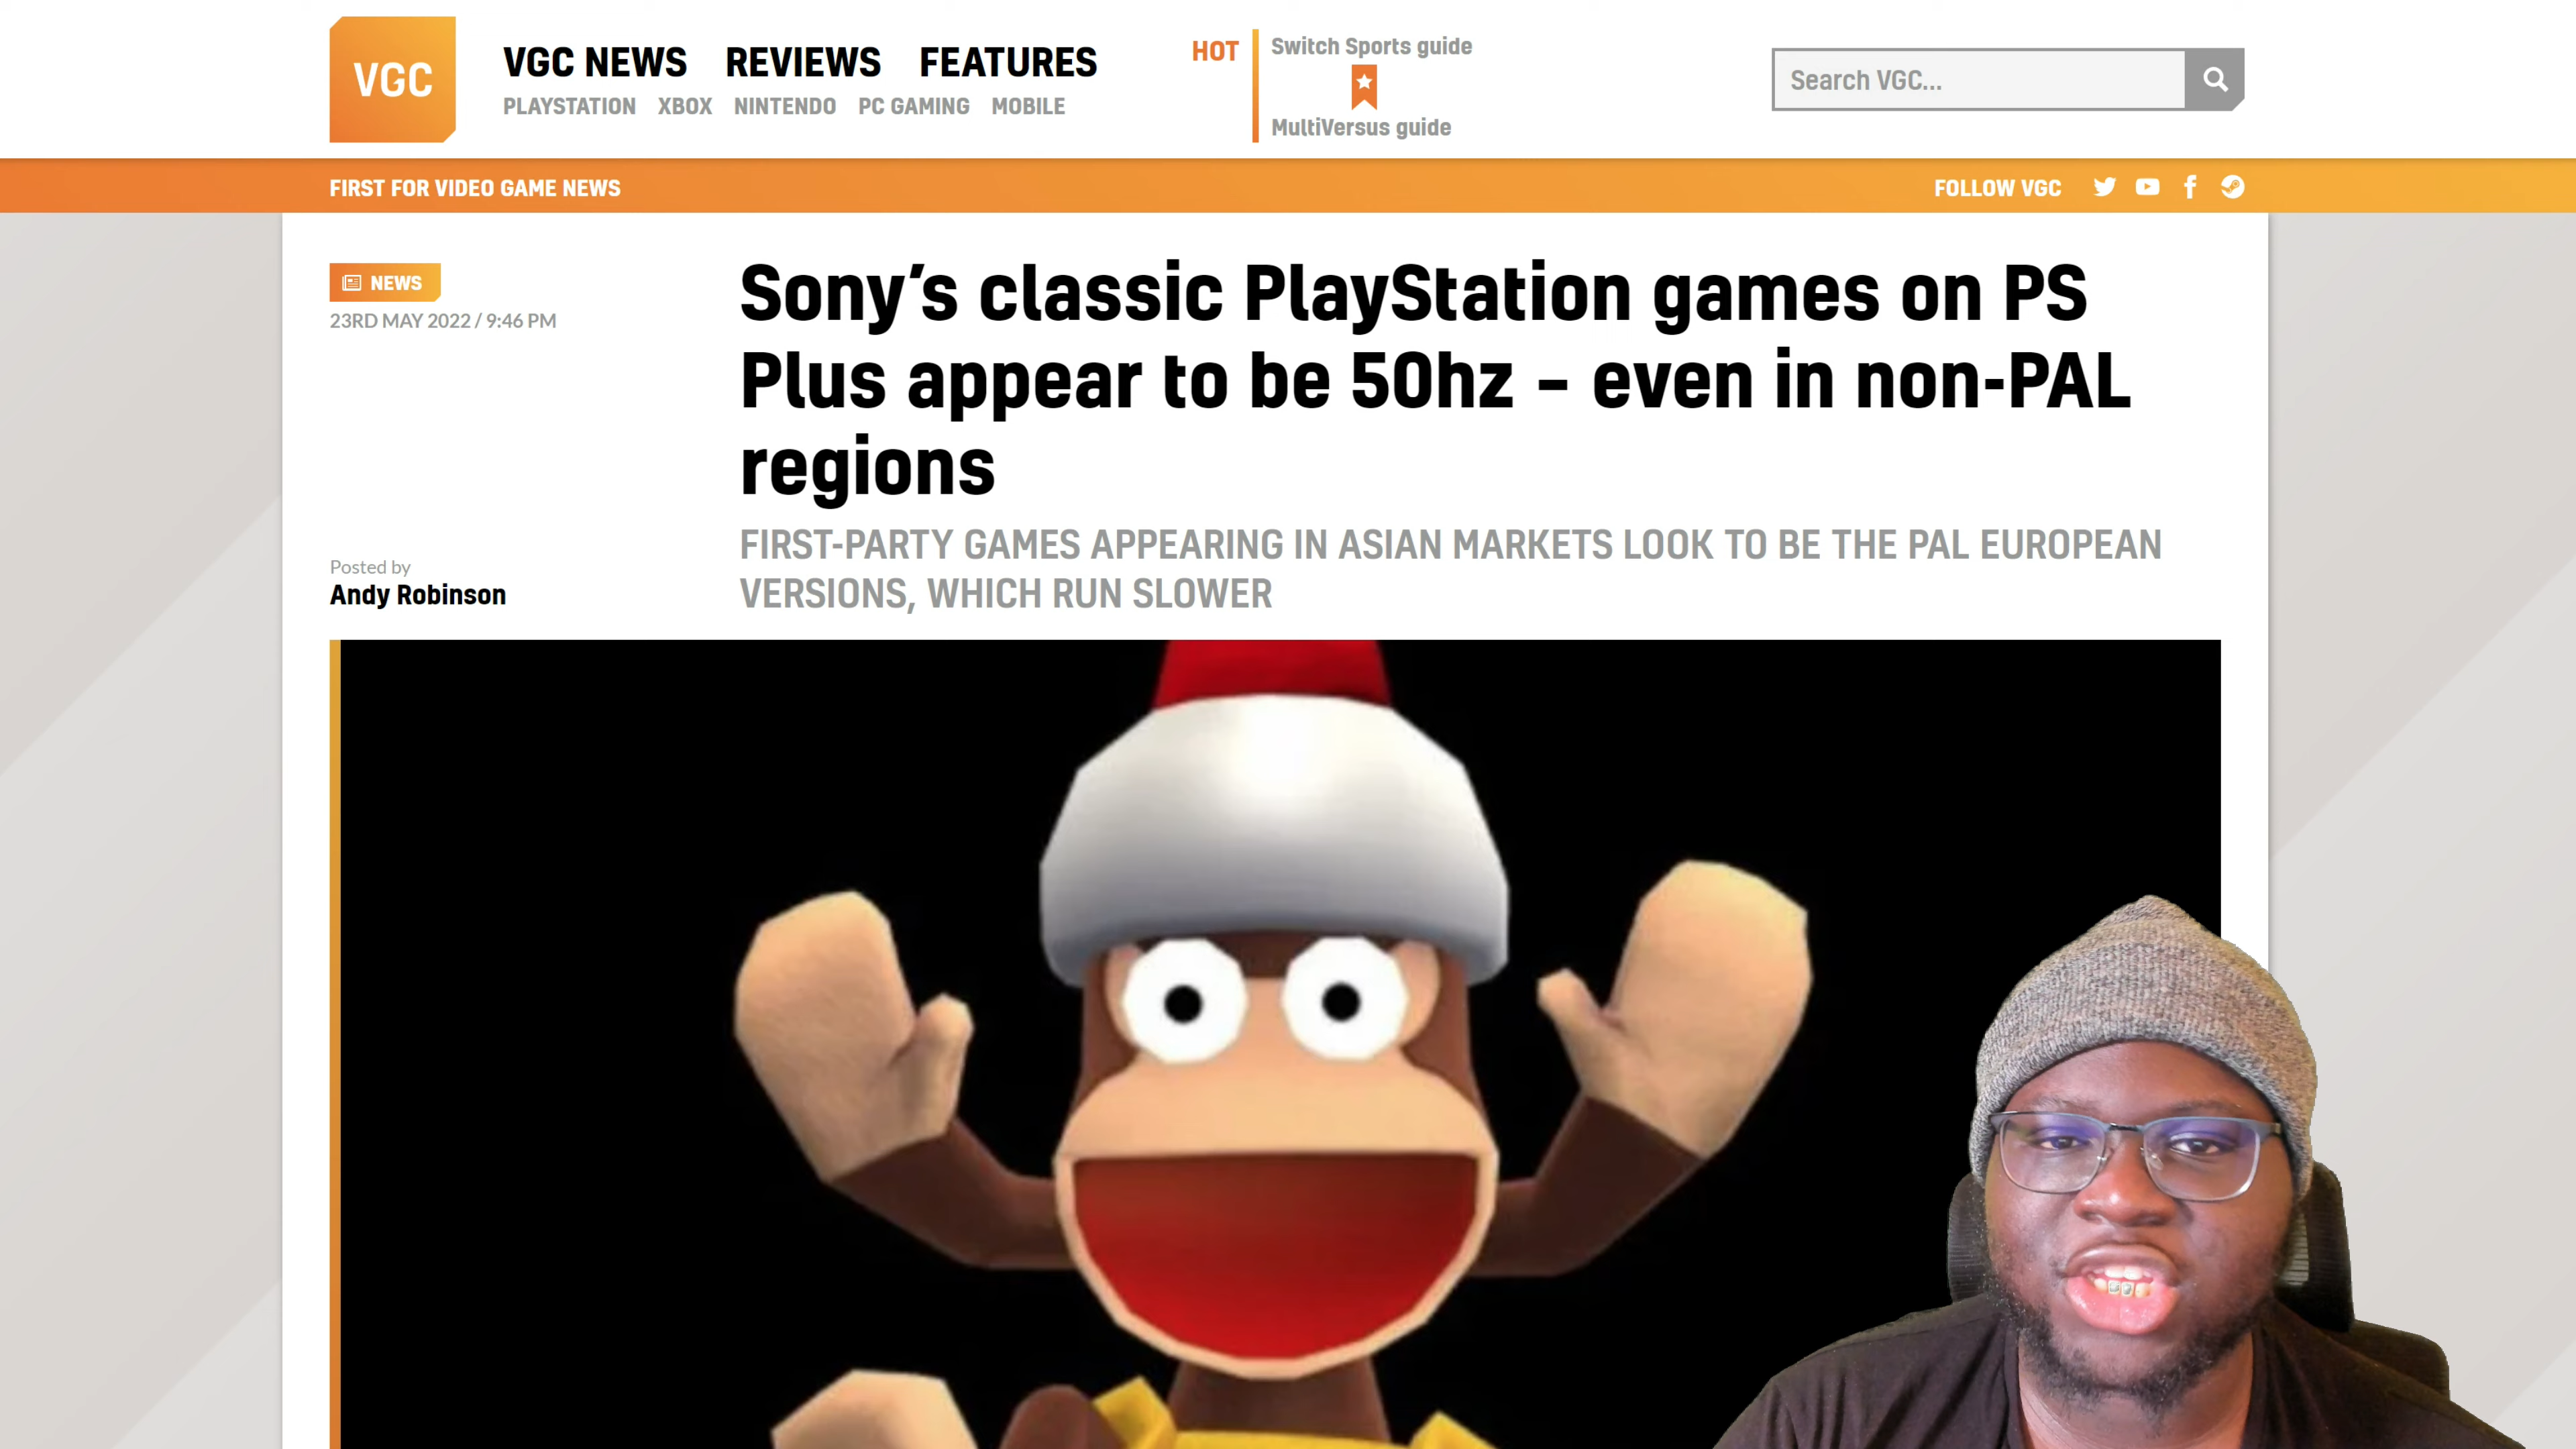 VGC
VGC NEWS REVIEWS FEATURES
PLAYSTATION XBOX NINTENDO PC GAMING MOBILE
HOT
Switch Sports guide
MultiVersus guide
Search VGC...
FIRST FOR VIDEO GAME NEWS
FOLLOW VGC
NEWS
23RD MAY 2022 / 9:46 PM
Posted by
Andy Robinson
Sony's classic PlayStation games on PS
Plus appear to be 50hz – even in non-PAL
regions
FIRST-PARTY GAMES APPEARING IN ASIAN MARKETS LOOK TO BE THE PAL EUROPEAN
VERSIONS, WHICH RUN SLOWER